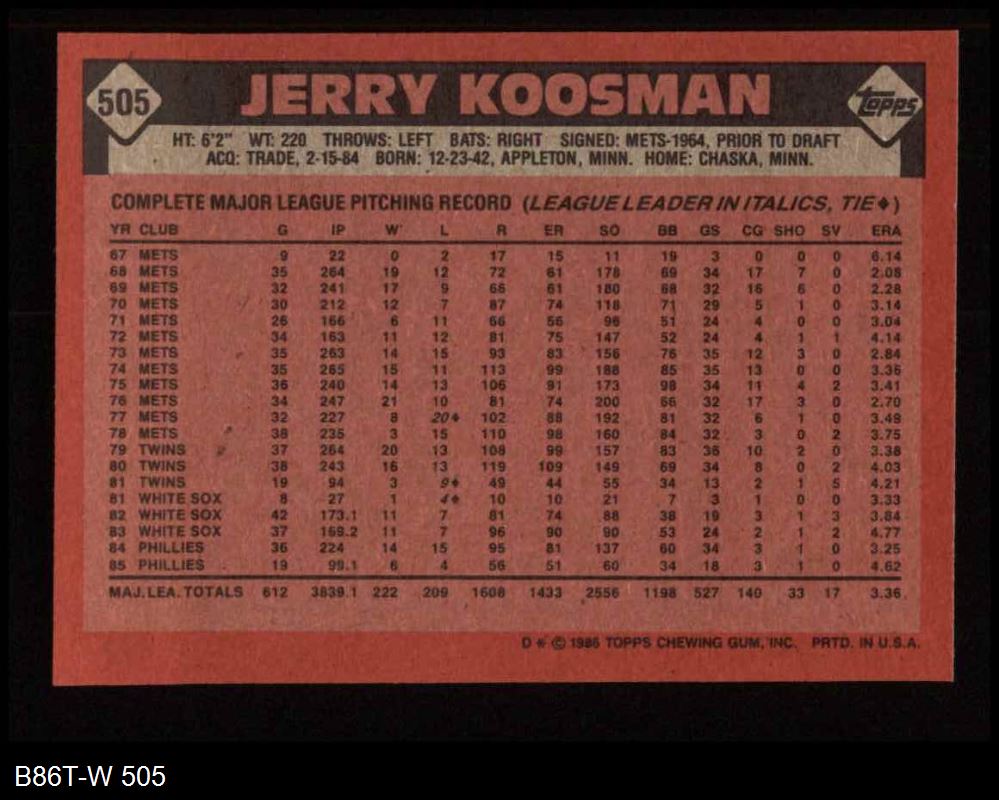 505 JERRY KOOSMAN Topps
HT: 6'2" WT: 220 THROWS: LEFT BATS: RIGHT SIGNED: METS-1964, PRIOR TO DRAFT
ACQ: TRADE, 2-15-84 BORN: 12-23-42, APPLETON, MINN. HOME: CHASKA, MINN.
COMPLETE MAJOR LEAGUE PITCHING RECORD (LEAGUE LEADER IN ITALICS, TIE♦)
YR CLUB G IP W L R ER SO BB GS CG SHO SV ERA
67 METS 9 22 0 2 17 15 11 19 3 0 0 0 6.14
68 METS 35 264 19 12 72 61 178 69 34 17 7 0 2.08
69 METS 32 241 17 9 66 61 180 68 32 16 6 0 2.28
70 METS 30 212 12 7 87 74 118 71 29 5 1 0 3.14
71 METS 26 166 6 11 66 56 96 51 24 4 0 0 3.04
72 METS 34 163 11 12 81 75 147 52 24 4 1 1 4.14
73 METS 35 263 14 15 93 83 156 76 35 12 3 0 2.84
74 METS 35 265 15 11 113 99 188 85 35 13 0 0 3.36
75 METS 36 240 14 13 106 91 173 98 34 11 4 2 3.41
76 METS 34 247 21 10 81 74 200 66 32 17 3 0 2.70
77 METS 32 227 8 20♦ 102 88 192 81 32 6 1 0 3.49
78 METS 38 235 3 15 110 98 160 84 32 3 0 2 3.75
79 TWINS 37 264 20 13 108 99 157 83 36 10 2 0 3.38
80 TWINS 38 243 16 13 119 109 149 69 34 8 0 2 4.03
81 TWINS 19 94 3 9♦ 49 44 55 34 13 2 1 5 4.21
81 WHITE SOX 8 27 1 4♦ 10 10 21 7 3 1 0 0 3.33
82 WHITE SOX 42 173.1 11 7 81 74 88 38 19 3 1 3 3.84
83 WHITE SOX 37 169.2 11 7 96 90 90 53 24 2 1 2 4.77
84 PHILLIES 36 224 14 15 95 81 137 60 34 3 1 0 3.25
85 PHILLIES 19 99.1 6 4 56 51 60 34 18 3 1 0 4.62
MAJ. LEA. TOTALS 612 3839.1 222 209 1608 1433 2556 1198 527 140 33 17 3.36
D * © 1986 TOPPS CHEWING GUM, INC. PRTD. IN U.S.A.
B86T-W 505